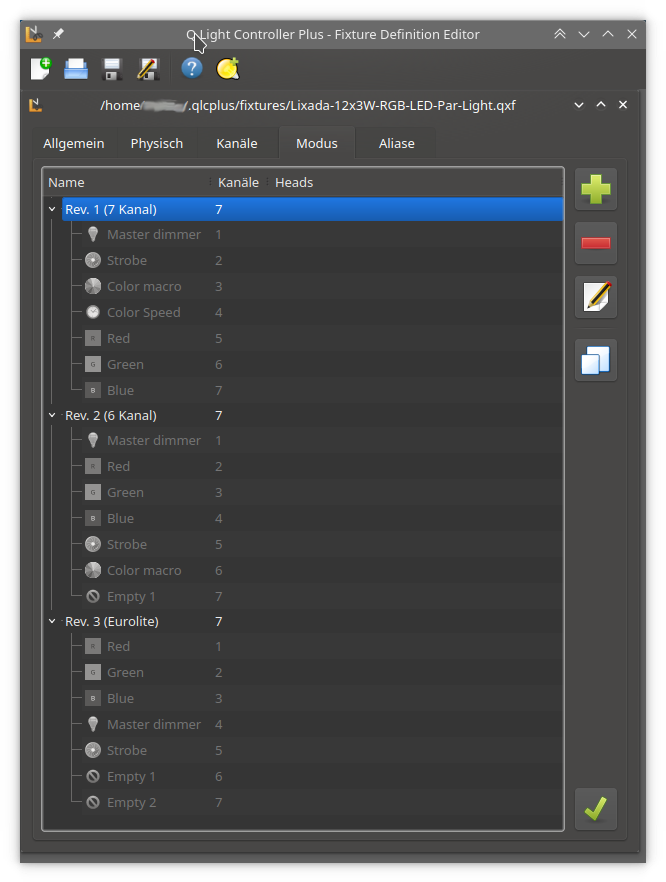 Q Light Controller Plus - Fixture Definition Editor
/home/ /.qlcplus/fixtures/Lixada-12x3W-RGB-LED-Par-Light.qxf
Allgemein Physisch Kanäle Modus Aliase
Name Kanäle Heads
Rev. 1 (7 Kanal) 7
Master dimmer 1
Strobe 2
Color macro 3
Color Speed 4
R Red 5
G Green 6
B Blue 7
Rev. 2 (6 Kanal) 7
Master dimmer 1
R Red 2
G Green 3
B Blue 4
Strobe 5
Color macro 6
Empty 1 7
Rev. 3 (Eurolite) 7
R Red 1
G Green 2
B Blue 3
Master dimmer 4
Strobe 5
Empty 1 6
Empty 2 7